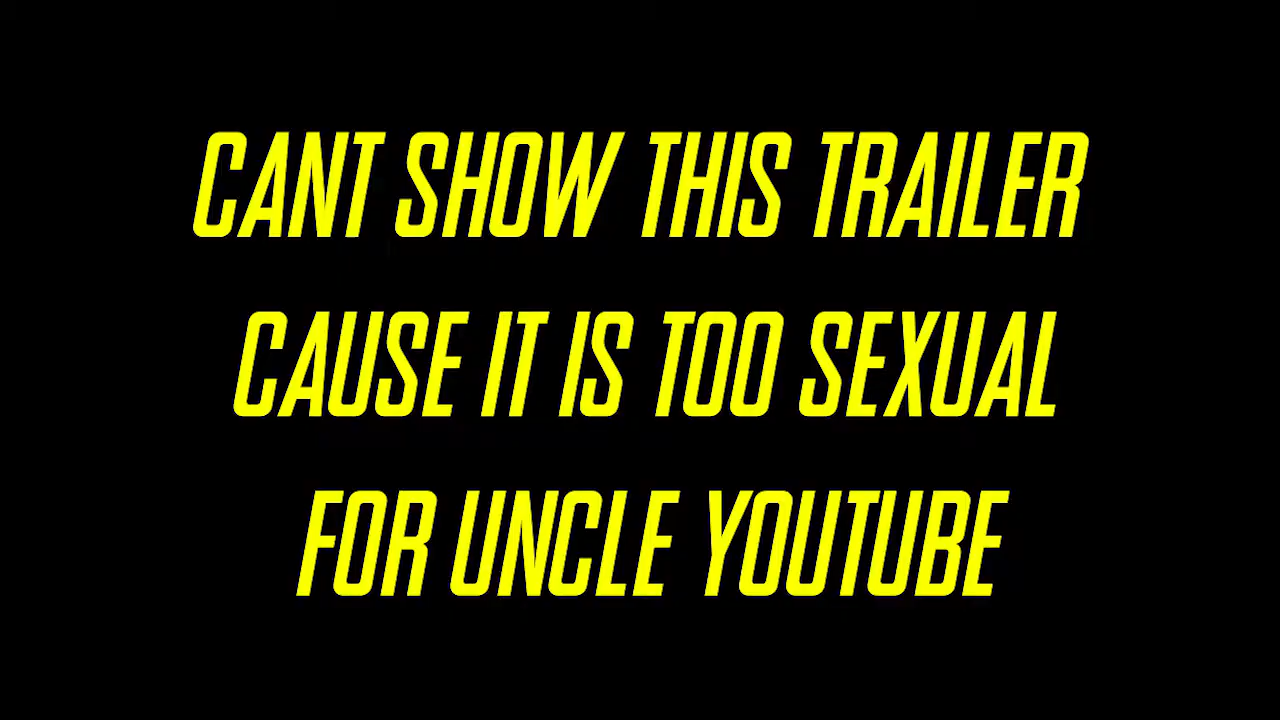 CANT SHOW THIS TRAILER
CAUSE IT IS TOO SEXUAL
FOR UNCLE YOUTUBE